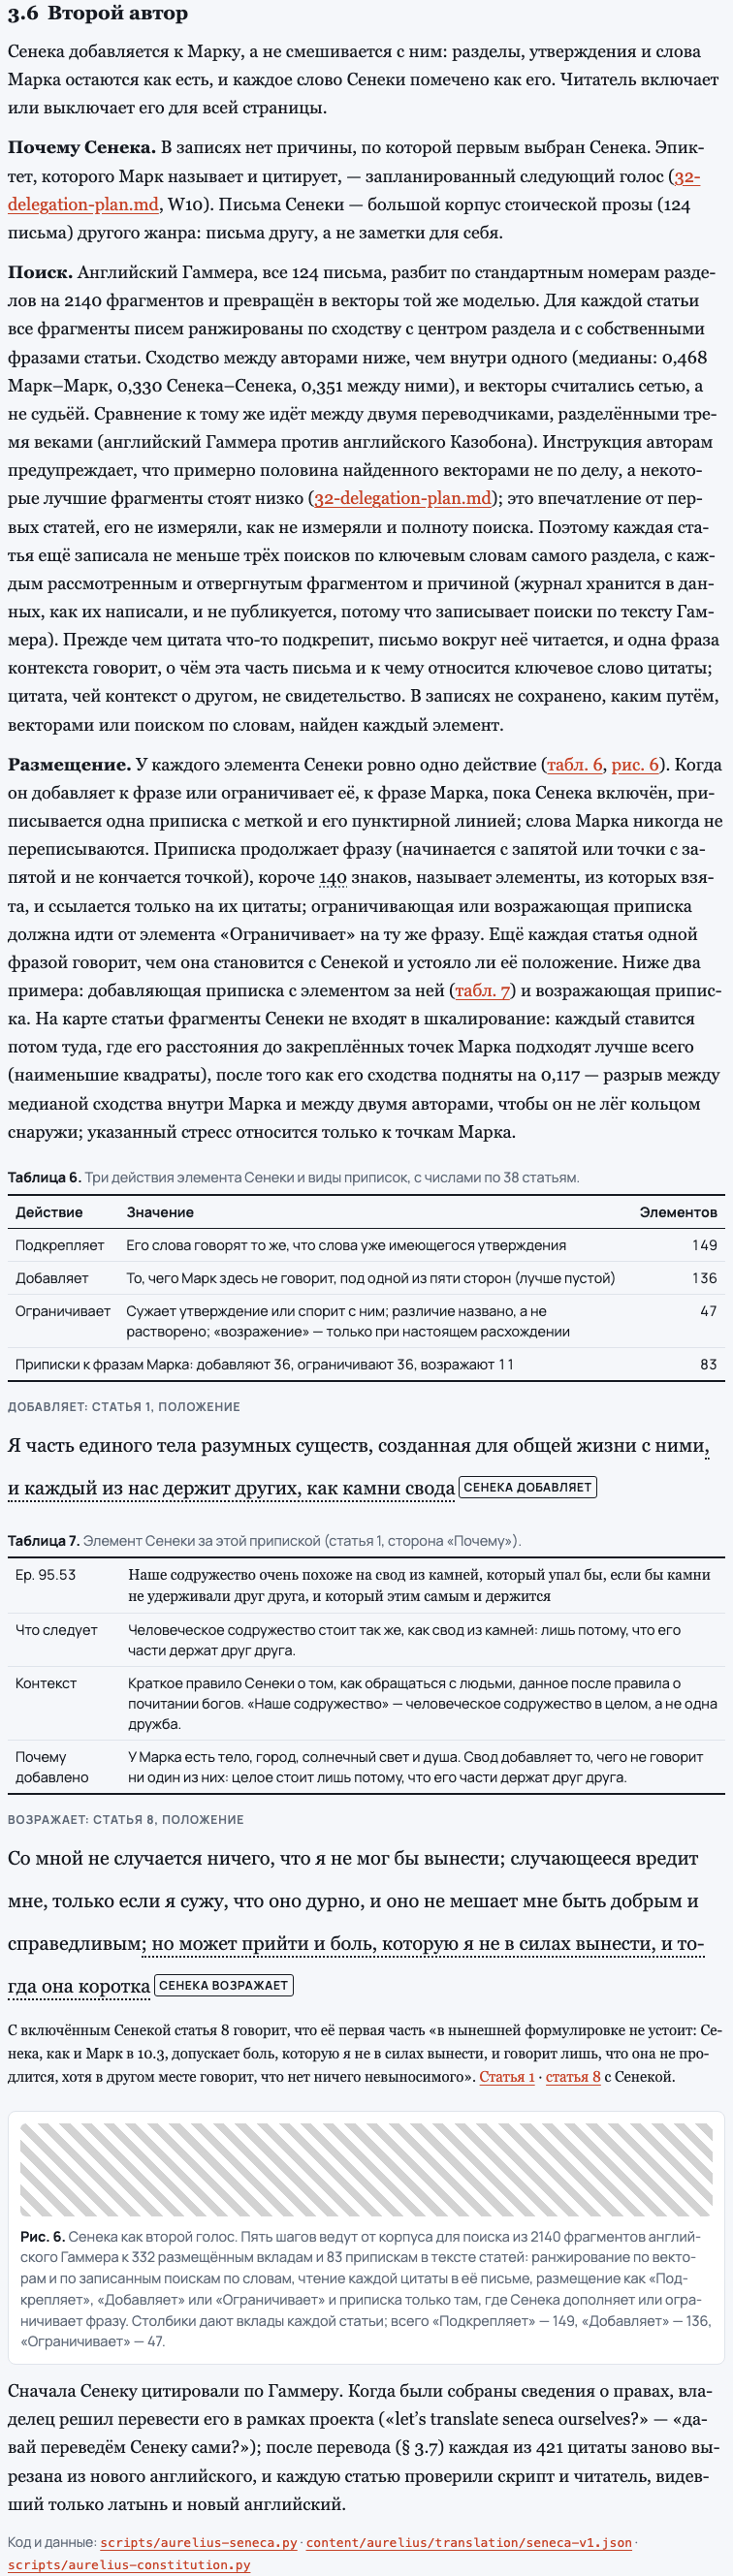 3.6 Второй автор
Сенека добавляется к Марку, а не смешивается с ним: разделы, утверждения и слова
Марка остаются как есть, и каждое слово Сенеки помечено как его. Читатель включает
или выключает его для всей страницы.
Почему Сенека. В записях нет причины, по которой первым выбран Сенека. Эпик-
тет, которого Марк называет и цитирует, — запланированный следующий голос (32-
delegation-plan.md, W10). Письма Сенеки — большой корпус стоической прозы (124
письма) другого жанра: письма другу, а не заметки для себя.
Поиск. Английский Гаммера, все 124 письма, разбит по стандартным номерам разде-
лов на 2140 фрагментов и превращён в векторы той же моделью. Для каждой статьи
все фрагменты писем ранжированы по сходству с центром раздела и с собственными
фразами статьи. Сходство между авторами ниже, чем внутри одного (медианы: 0,468
Марк–Марк, 0,330 Сенека–Сенека, 0,351 между ними), и векторы считались сетью, а
не судьёй. Сравнение к тому же идёт между двумя переводчиками, разделёнными тре-
мя веками (английский Гаммера против английского Казобона). Инструкция авторам
предупреждает, что примерно половина найденного векторами не по делу, а некото-
рые лучшие фрагменты стоят низко (32-delegation-plan.md); это впечатление от пер-
вых статей, его не измеряли, как не измеряли и полноту поиска. Поэтому каждая ста-
тья ещё записала не меньше трёх поисков по ключевым словам самого раздела, с каж-
дым рассмотренным и отвергнутым фрагментом и причиной (журнал хранится в дан-
ных, как их написали, и не публикуется, потому что записывает поиски по тексту Гам-
мера). Прежде чем цитата что-то подкрепит, письмо вокруг неё читается, и одна фраза
контекста говорит, о чём эта часть письма и к чему относится ключевое слово цитаты;
цитата, чей контекст о другом, не свидетельство. В записях не сохранено, каким путём,
векторами или поиском по словам, найден каждый элемент.
Размещение. У каждого элемента Сенеки ровно одно действие (табл. 6, рис. 6). Когда
он добавляет к фразе или ограничивает её, к фразе Марка, пока Сенека включён, при-
писывается одна приписка с меткой и его пунктирной линией; слова Марка никогда не
переписываются. Приписка продолжает фразу (начинается с запятой или точки с за-
пятой и не кончается точкой), короче 140 знаков, называет элементы, из которых взя-
та, и ссылается только на их цитаты; ограничивающая или возражающая приписка
должна идти от элемента «Ограничивает» на ту же фразу. Ещё каждая статья одной
фразой говорит, чем она становится с Сенекой и устояло ли её положение. Ниже два
примера: добавляющая приписка с элементом за ней (табл. 7) и возражающая припис-
ка. На карте статьи фрагменты Сенеки не входят в шкалирование: каждый ставится
потом туда, где его расстояния до закреплённых точек Марка подходят лучше всего
(наименьшие квадраты), после того как его сходства подняты на 0,117 — разрыв между
медианой сходства внутри Марка и между двумя авторами, чтобы он не лёг кольцом
снаружи; указанный стресс относится только к точкам Марка.
Таблица 6. Три действия элемента Сенеки и виды приписок, с числами по 38 статьям.
Действие Значение Элементов
Подкрепляет Его слова говорят то же, что слова уже имеющегося утверждения 149
Добавляет То, чего Марк здесь не говорит, под одной из пяти сторон (лучше пустой) 136
Ограничивает Сужает утверждение или спорит с ним; различие названо, а не 47
растворено; «возражение» — только при настоящем расхождении
Приписки к фразам Марка: добавляют 36, ограничивают 36, возражают 11 83
ДОБАВЛЯЕТ: СТАТЬЯ 1, ПОЛОЖЕНИЕ
Я часть единого тела разумных существ, созданная для общей жизни с ними,
и каждый из нас держит других, как камни свода СЕНЕКА ДОБАВЛЯЕТ
Таблица 7. Элемент Сенеки за этой припиской (статья 1, сторона «Почему»).
Ep. 95.53 Наше содружество очень похоже на свод из камней, который упал бы, если бы камни
не удерживали друг друга, и который этим самым и держится
Что следует Человеческое содружество стоит так же, как свод из камней: лишь потому, что его
части держат друг друга.
Контекст Краткое правило Сенеки о том, как обращаться с людьми, данное после правила о
почитании богов. «Наше содружество» — человеческое содружество в целом, а не одна
дружба.
Почему У Марка есть тело, город, солнечный свет и душа. Свод добавляет то, чего не говорит
добавлено ни один из них: целое стоит лишь потому, что его части держат друг друга.
ВОЗРАЖАЕТ: СТАТЬЯ 8, ПОЛОЖЕНИЕ
Со мной не случается ничего, что я не мог бы вынести; случающееся вредит
мне, только если я сужу, что оно дурно, и оно не мешает мне быть добрым и
справедливым; но может прийти и боль, которую я не в силах вынести, и то-
гда она коротка СЕНЕКА ВОЗРАЖАЕТ
С включённым Сенекой статья 8 говорит, что её первая часть «в нынешней формулировке не устоит: Се-
нека, как и Марк в 10.3, допускает боль, которую я не в силах вынести, и говорит лишь, что она не про-
длится, хотя в другом месте говорит, что нет ничего невыносимого». Статья 1 · статья 8 с Сенекой.
Рис. 6. Сенека как второй голос. Пять шагов ведут от корпуса для поиска из 2140 фрагментов англий-
ского Гаммера к 332 размещённым вкладам и 83 припискам в тексте статей: ранжирование по векто-
рам и по записанным поискам по словам, чтение каждой цитаты в её письме, размещение как «Под-
крепляет», «Добавляет» или «Ограничивает» и приписка только там, где Сенека дополняет или огра-
ничивает фразу. Столбики дают вклады каждой статьи; всего «Подкрепляет» — 149, «Добавляет» — 136,
«Ограничивает» — 47.
Сначала Сенеку цитировали по Гаммеру. Когда были собраны сведения о правах, вла-
делец решил перевести его в рамках проекта («let’s translate seneca ourselves?» — «да-
вай переведём Сенеку сами?»); после перевода (§ 3.7) каждая из 421 цитаты заново вы-
резана из нового английского, и каждую статью проверили скрипт и читатель, видев-
ший только латынь и новый английский.
Код и данные: scripts/aurelius-seneca.py · content/aurelius/translation/seneca-v1.json ·
scripts/aurelius-constitution.py